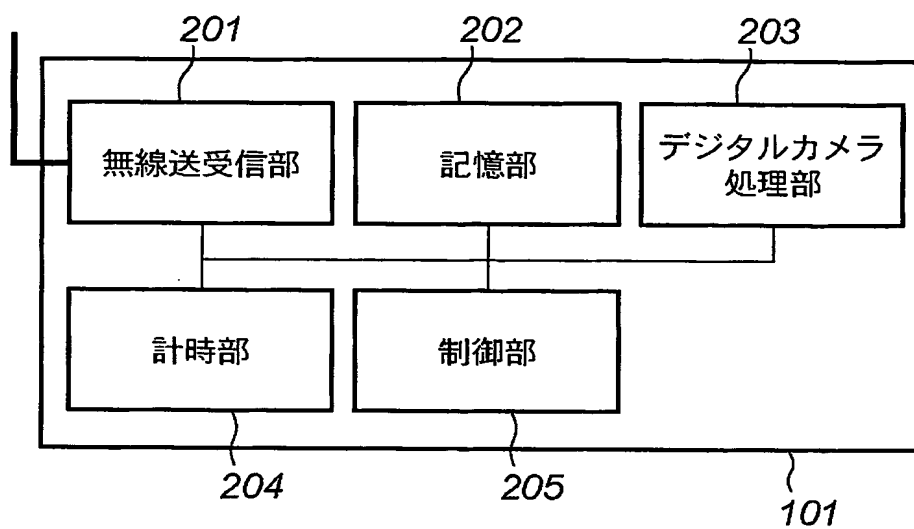 201
202
203
無線送受信部
記憶部
デジタルカメラ
処理部
計時部
制御部
204
205
101